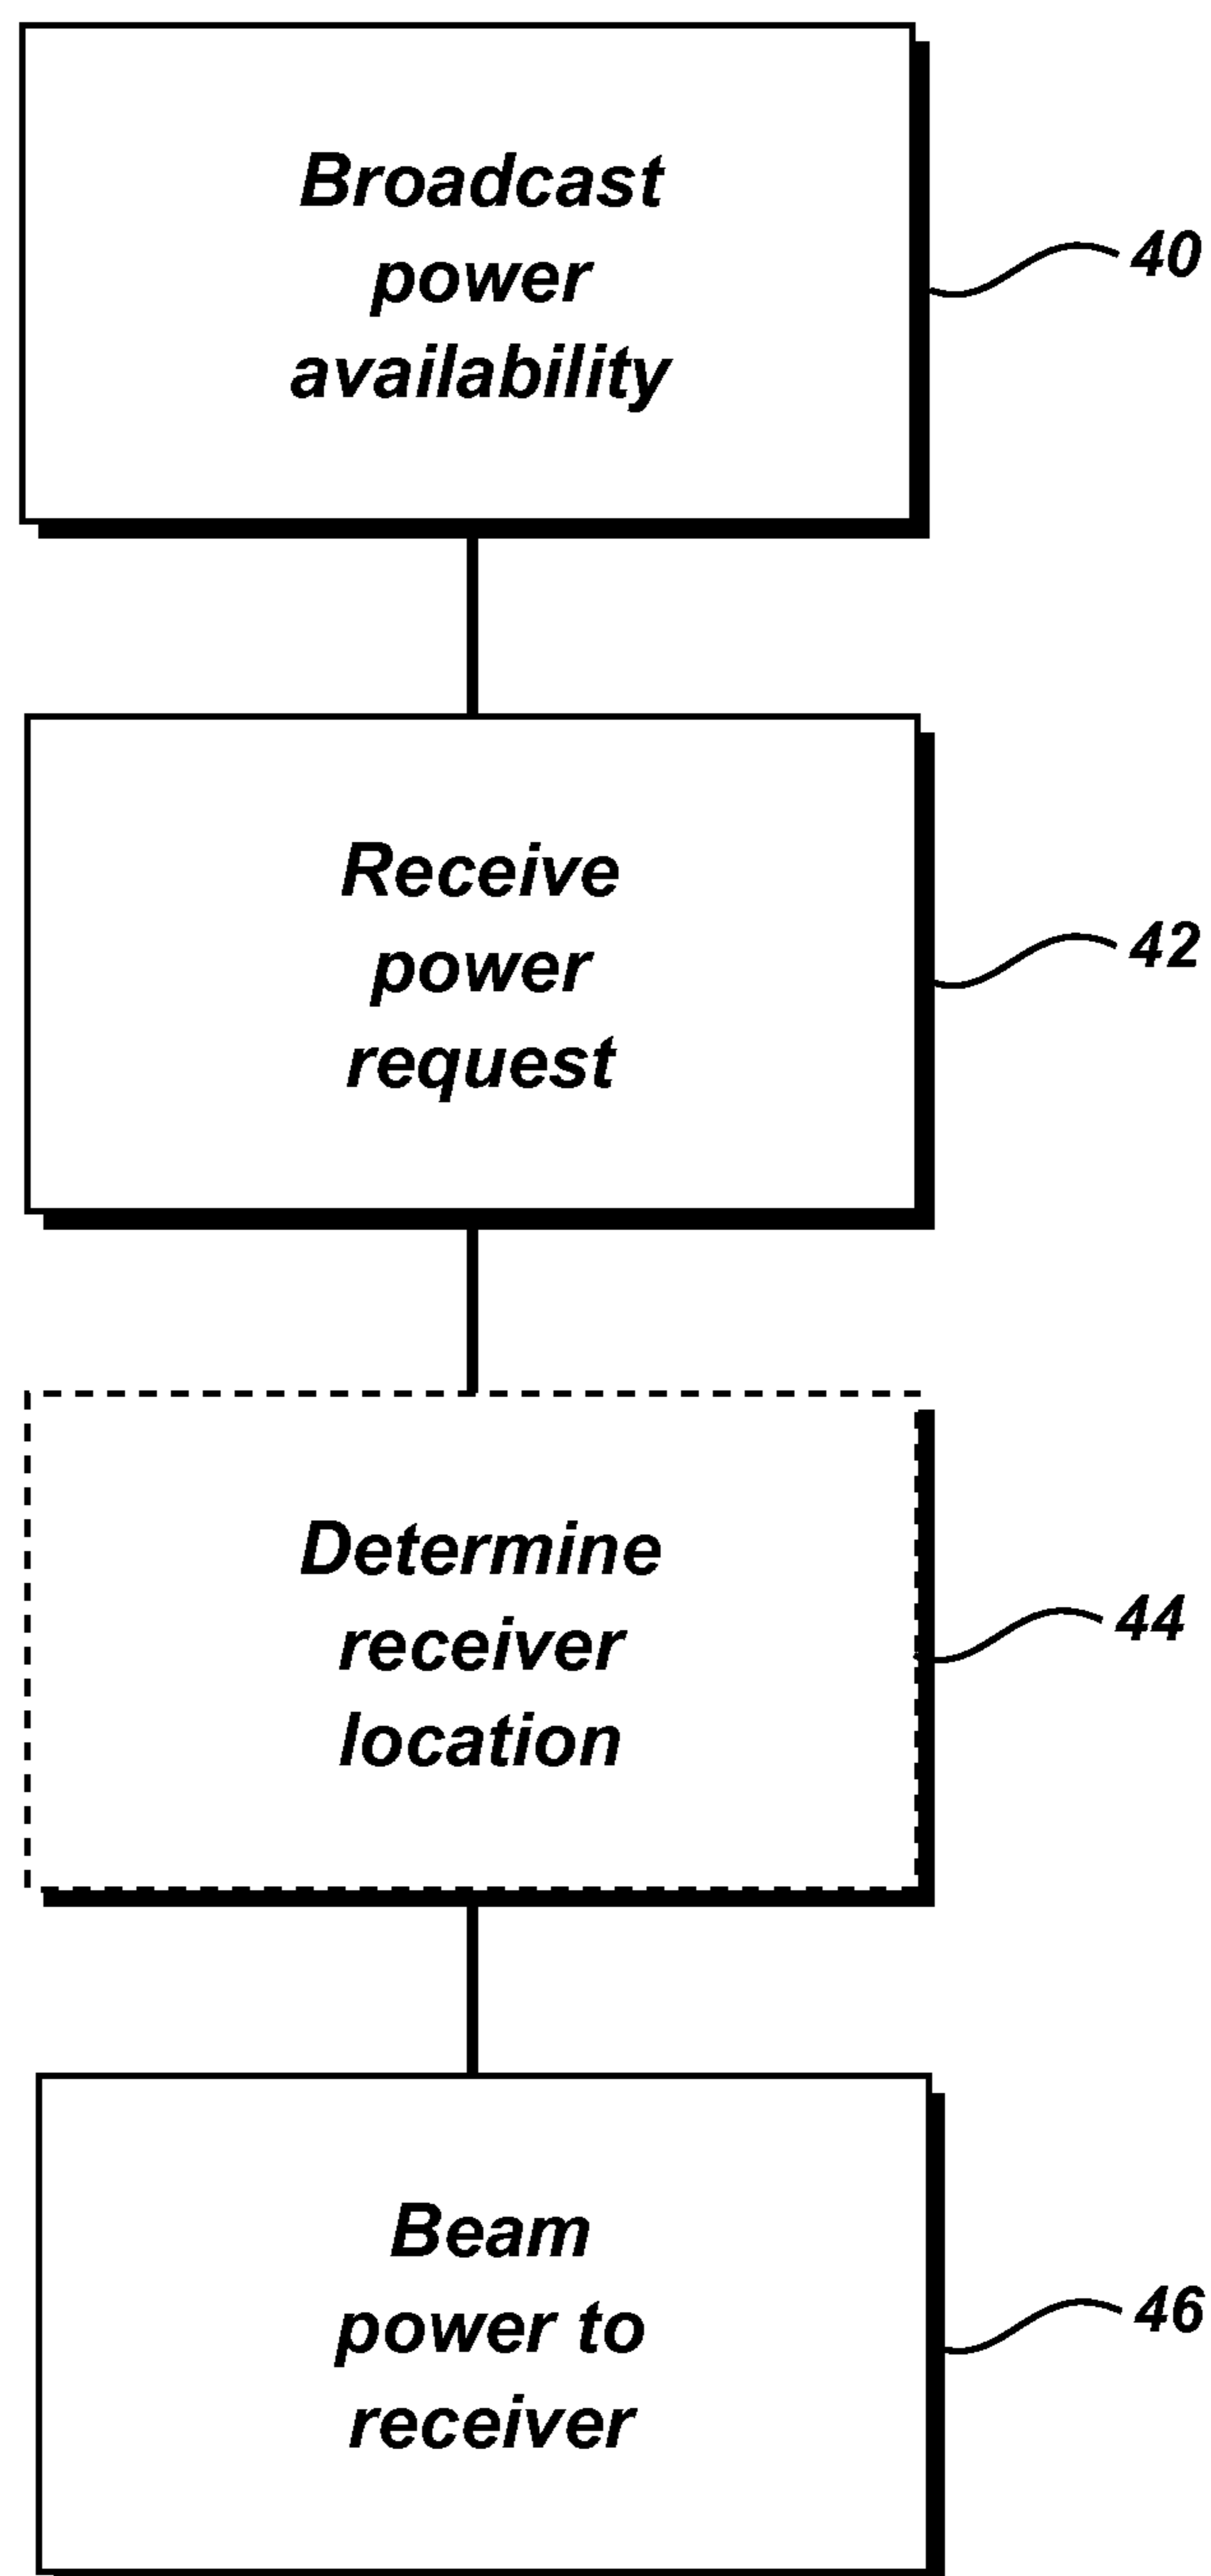 Broadcast
power
availability
40
Receive
power
request
42
Determine
receiver
location
44
Beam
power to
receiver
46